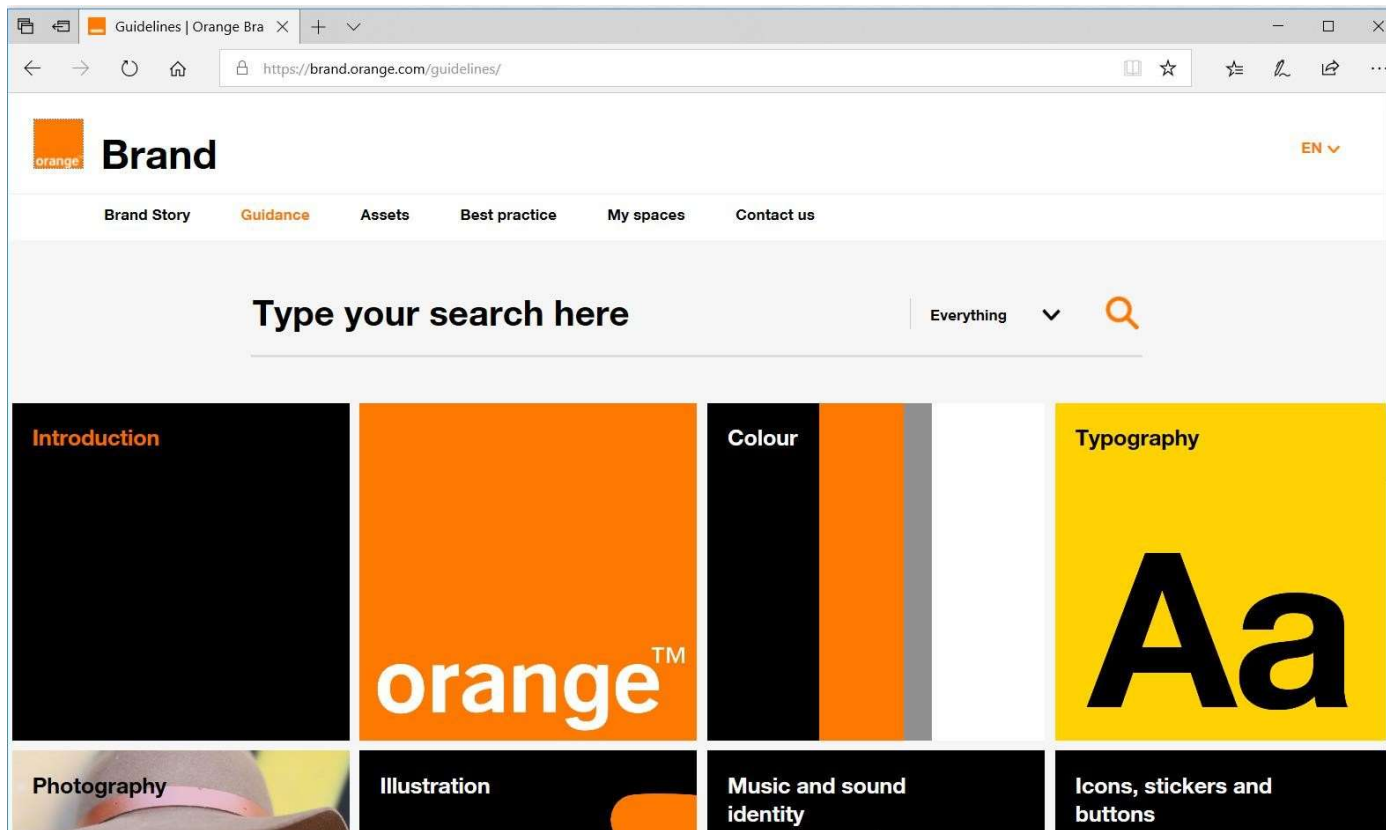 Guidelines | Orange Bra
https://brand.orange.com/guidelines/
orange
Brand
EN
Brand Story Guidance Assets Best practice My spaces Contact us
Type your search here Everything
Introduction
orange™
Colour
Typography
Aa
Photography
Illustration
Music and sound
identity
Icons, stickers and
buttons